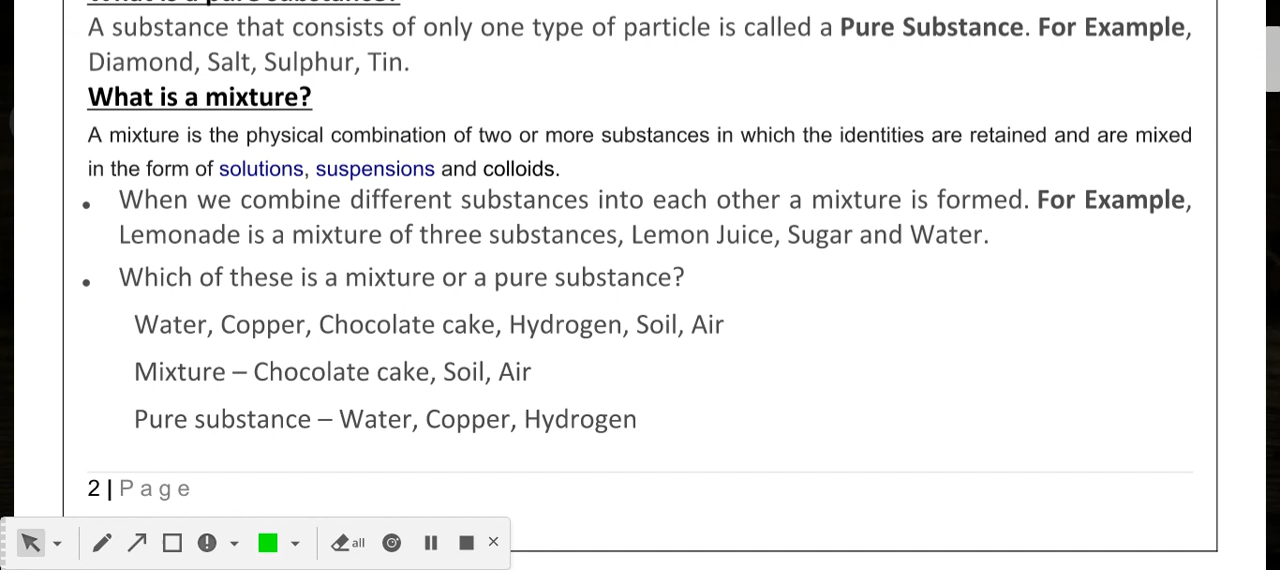 A substance that consists of only one type of particle is called a Pure Substance. For Example,
Diamond, Salt, Sulphur, Tin.
What is a mixture?
A mixture is the physical combination of two or more substances in which the identities are retained and are mixed
in the form of solutions, suspensions and colloids.
• When we combine different substances into each other a mixture is formed. For Example,
Lemonade is a mixture of three substances, Lemon Juice, Sugar and Water.
• Which of these is a mixture or a pure substance?
Water, Copper, Chocolate cake, Hydrogen, Soil, Air
Mixture – Chocolate cake, Soil, Air
Pure substance – Water, Copper, Hydrogen
2 | Page
all